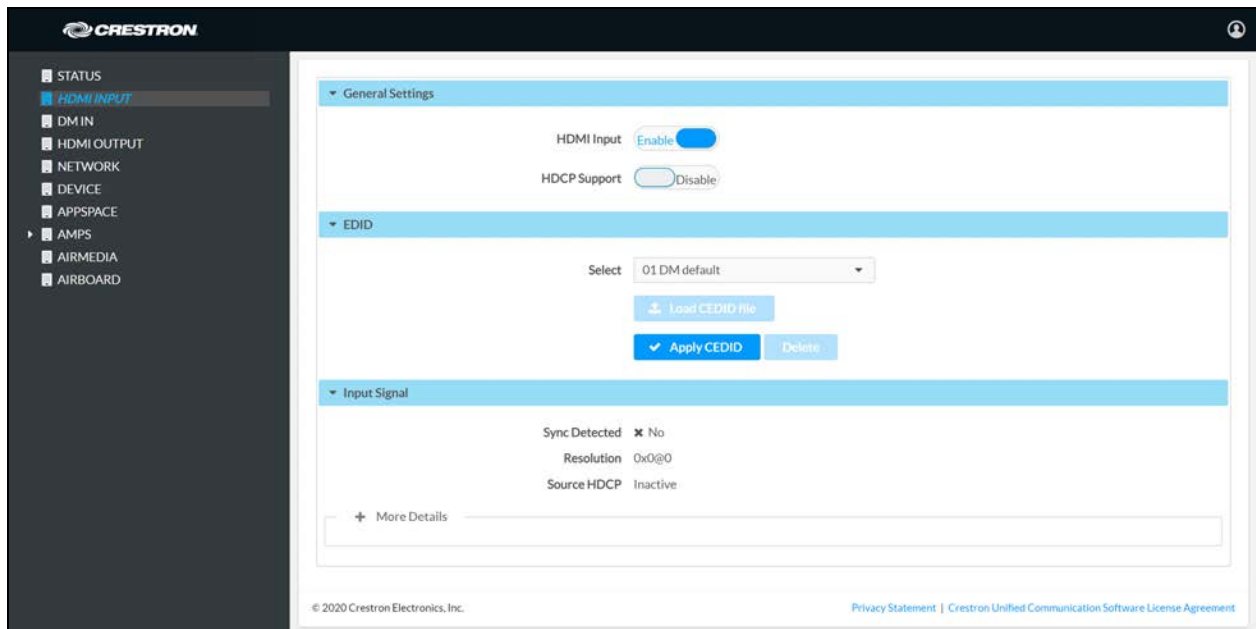 CRESTRON
STATUS
HDMI INPUT
DM IN
HDMI OUTPUT
NETWORK
DEVICE
APPSPACE
AMPS
AIRMEDIA
AIRBOARD
General Settings
HDMI Input Enable
HDCP Support Disable
EDID
Select 01 DM default
Load CEDID file
Apply CEDID Delete
Input Signal
Sync Detected No
Resolution 0x0@0
Source HDCP Inactive
More Details
© 2020 Crestron Electronics, Inc. Privacy Statement | Crestron Unified Communication Software License Agreement